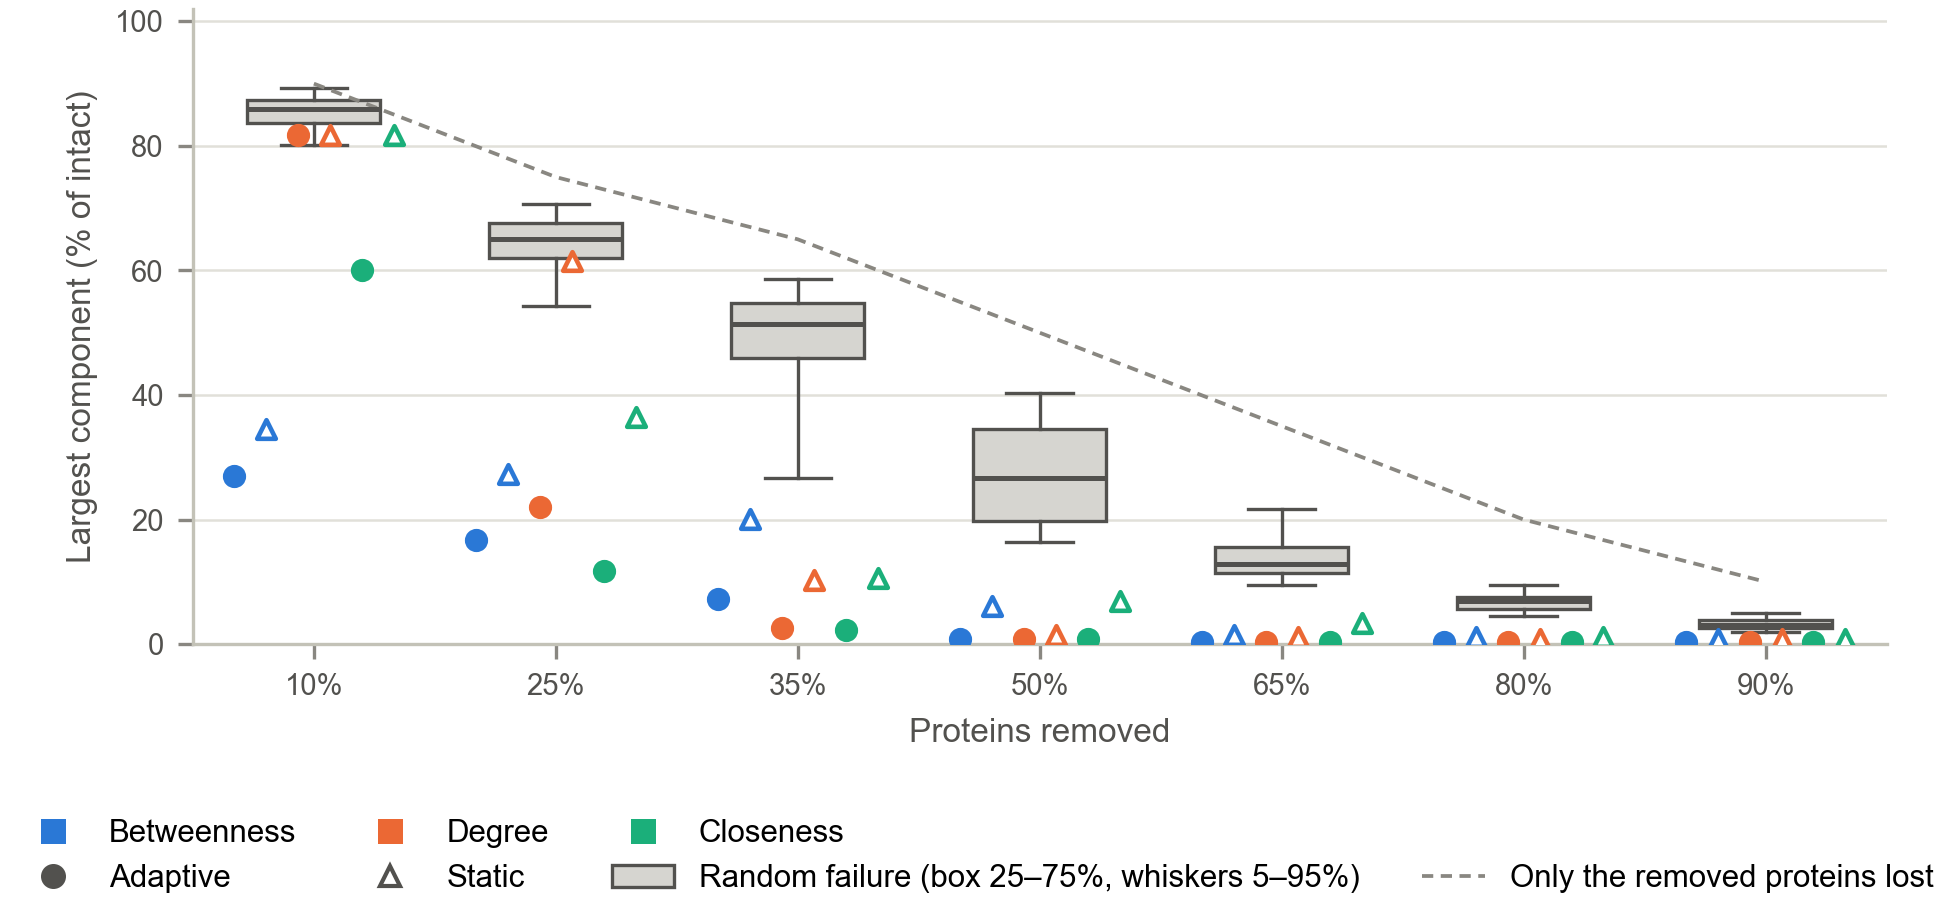 100
80
60
40
20
0
Largest component (% of intact)
10% 25% 35% 50% 65% 80% 90%
Proteins removed
Betweenness Degree Closeness
Adaptive Static Random failure (box 25–75%, whiskers 5–95%) Only the removed proteins lost